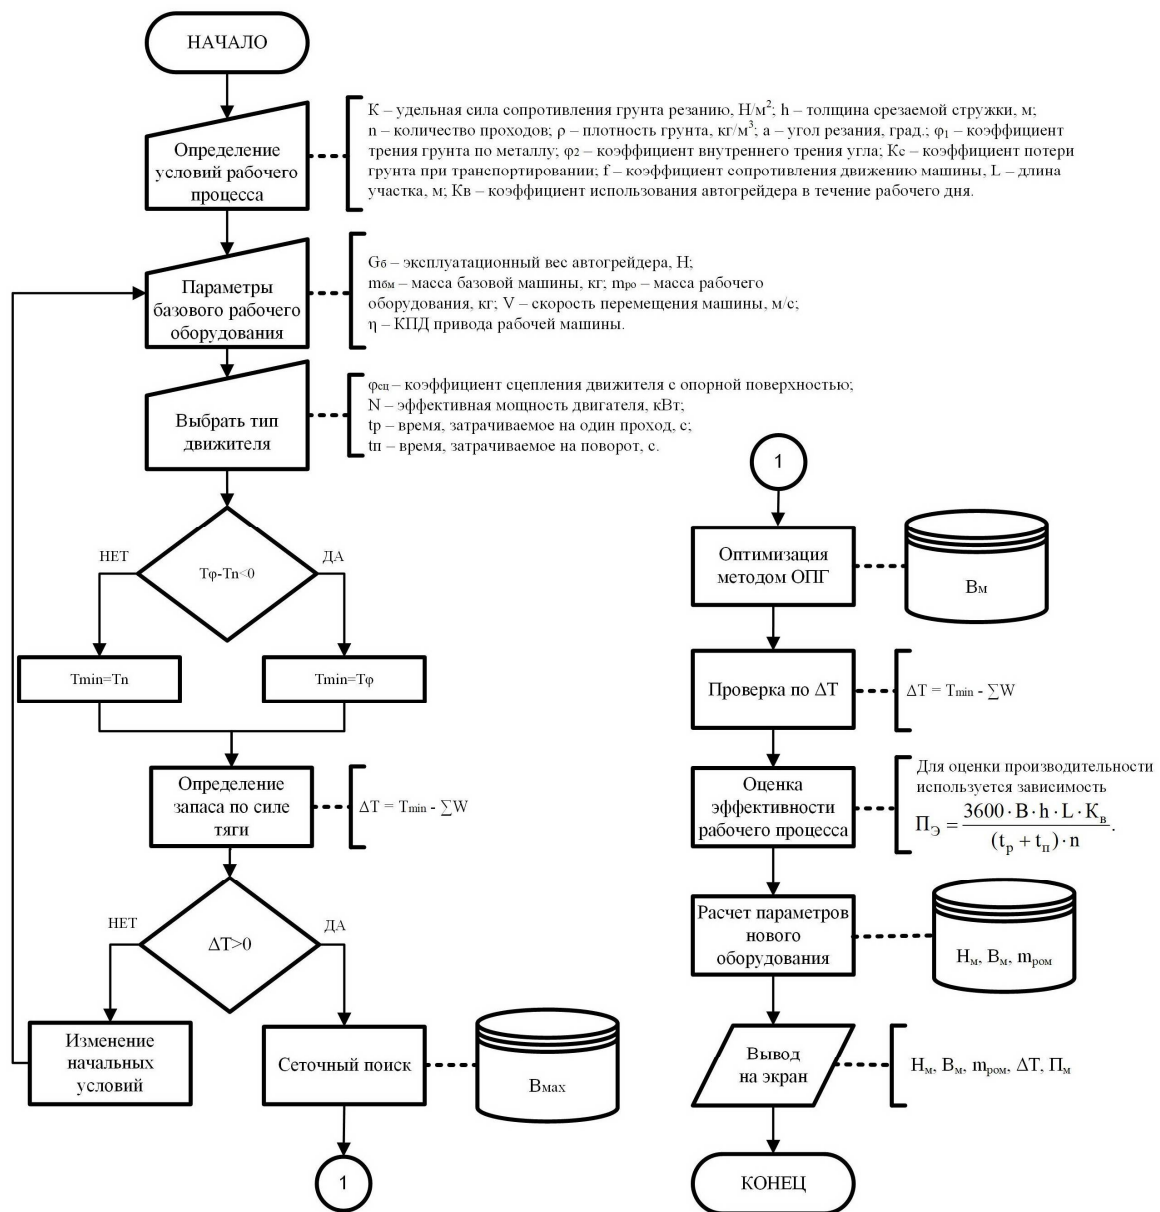 НАЧАЛО
Определение
условий рабочего
процесса
К – удельная сила сопротивления грунта резанию, Н/м²; h – толщина срезаемой стружки, м;
n – количество проходов; ρ – плотность грунта, кг/м³; а – угол резания, град.; φ₁ – коэффициент
трения грунта по металлу; φ₂ – коэффициент внутреннего трения угла; Кс – коэффициент потери
грунта при транспортировании; f – коэффициент сопротивления движению машины, L – длина
участка, м; Кв – коэффициент использования автогрейдера в течение рабочего дня.
Параметры
базового рабочего
оборудования
Gб – эксплуатационный вес автогрейдера, Н;
mбм – масса базовой машины, кг; mро – масса рабочего
оборудования, кг; V – скорость перемещения машины, м/с;
η – КПД привода рабочей машины.
Выбрать тип
движителя
φсц – коэффициент сцепления движителя с опорной поверхностью;
N – эффективная мощность двигателя, кВт;
tр – время, затрачиваемое на один проход, с;
tп – время, затрачиваемое на поворот, с.
НЕТ
ДА
Tφ-Tn<0
Tmin=Tn
Tmin=Tφ
Определение
запаса по силе
тяги
ΔT = Tmin - ∑W
НЕТ
ДА
ΔT>0
Изменение
начальных
условий
Сеточный поиск
Вмах
1
1
Оптимизация
методом ОПГ
Вм
Проверка по ΔT
ΔT = Tmin - ∑W
Оценка
эффективности
рабочего процесса
Для оценки производительности
используется зависимость
Пэ = 3600 · B · h · L · Kв / (tр + tп) · n.
Расчет параметров
нового
оборудования
Нм, Вм, mром
Вывод
на экран
Нм, Вм, mром, ΔT, Пм
КОНЕЦ